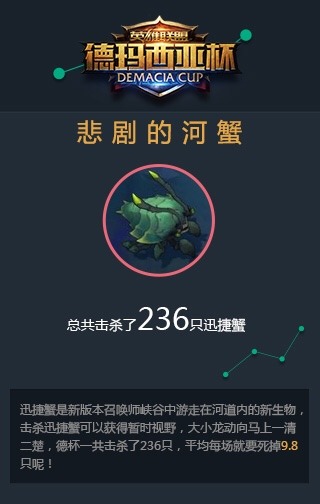 英雄联盟
德玛西亚杯
DEMACIA CUP
悲剧的河蟹
总共击杀了236只迅捷蟹
迅捷蟹是新版本召唤师峡谷中游走在河道内的新生物，
击杀迅捷蟹可以获得暂时视野，大小龙动向马上一清
二楚，德杯一共击杀了236只，平均每场就要死掉9.8
只呢！